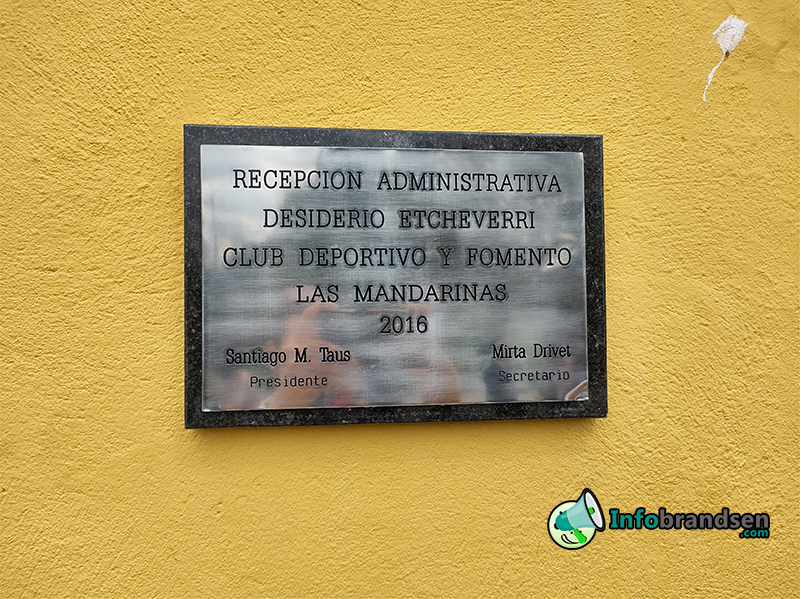 RECEPCION ADMINISTRATIVA
DESIDERIO ETCHEVERRI
CLUB DEPORTIVO Y FOMENTO
LAS MANDARINAS
2016
Santiago M. Taus
Presidente
Mirta Drivet
Secretario
Infobrandsen
.com